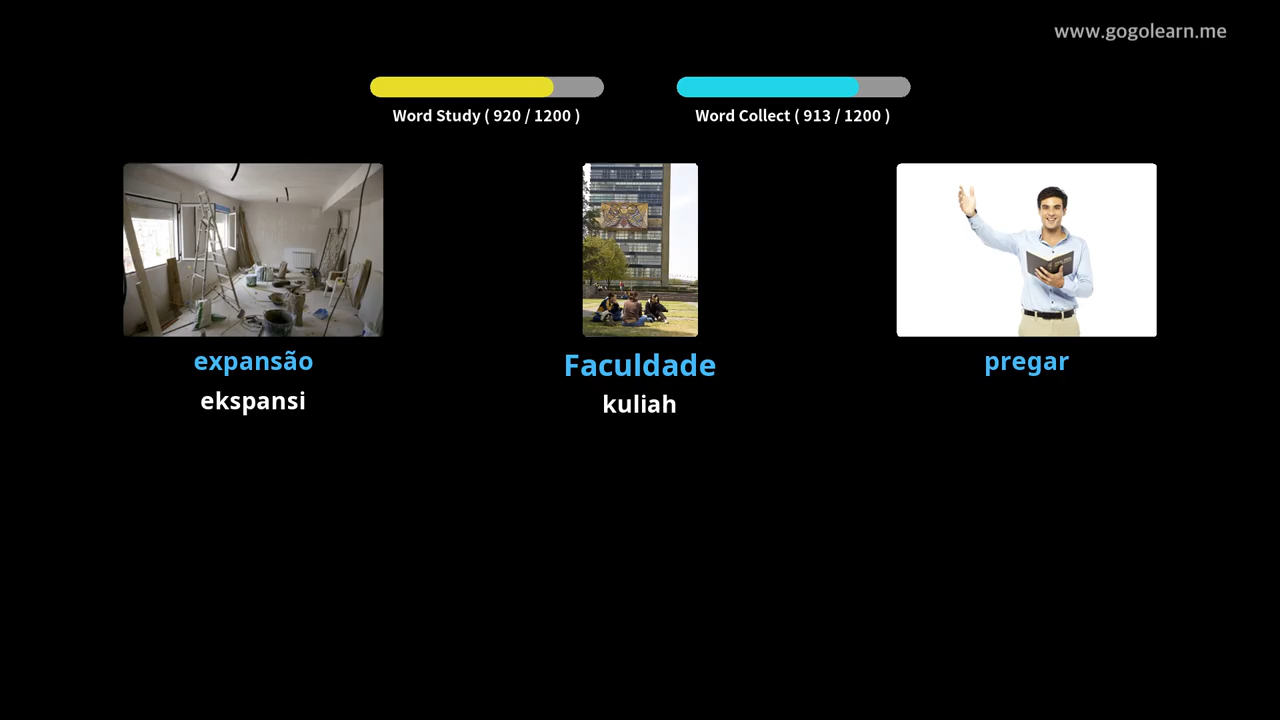 www.gogolearn.me
Word Study ( 920 / 1200 )
Word Collect ( 913 / 1200 )
expansão
ekspansi
Faculdade
kuliah
pregar